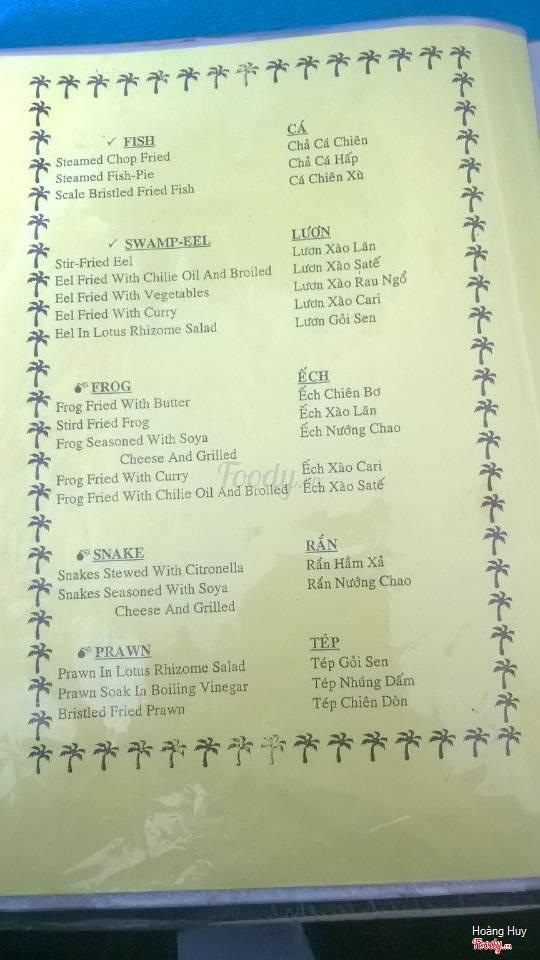 ✓ FISH CÁ
Steamed Chop Fried Chả Cá Chiên
Steamed Fish-Pie Chả Cá Hấp
Scale Bristled Fried Fish Cá Chiên Xù
✓ SWAMP-EEL LƯƠN
Stir-Fried Eel Lươn Xào Lăn
Eel Fried With Chilie Oil And Broiled Lươn Xào Satế
Eel Fried With Vegetables Lươn Xào Rau Ngổ
Eel Fried With Curry Lươn Xào Cari
Eel In Lotus Rhizome Salad Lươn Gỏi Sen
FROG ẾCH
Frog Fried With Butter Ếch Chiên Bơ
Stird Fried Frog Ếch Xào Lăn
Frog Seasoned With Soya Ếch Nướng Chao
Cheese And Grilled
Frog Fried With Curry Ếch Xào Cari
Frog Fried With Chilie Oil And Broiled Ếch Xào Satế
Foody.vn
SNAKE RẮN
Snakes Stewed With Citronella Rắn Hầm Xả
Snakes Seasoned With Soya Rắn Nướng Chao
Cheese And Grilled
PRAWN TÉP
Prawn In Lotus Rhizome Salad Tép Gỏi Sen
Prawn Soak In Boiling Vinegar Tép Nhúng Dấm
Bristled Fried Prawn Tép Chiên Dòn
Hoàng Huy
Foody.vn